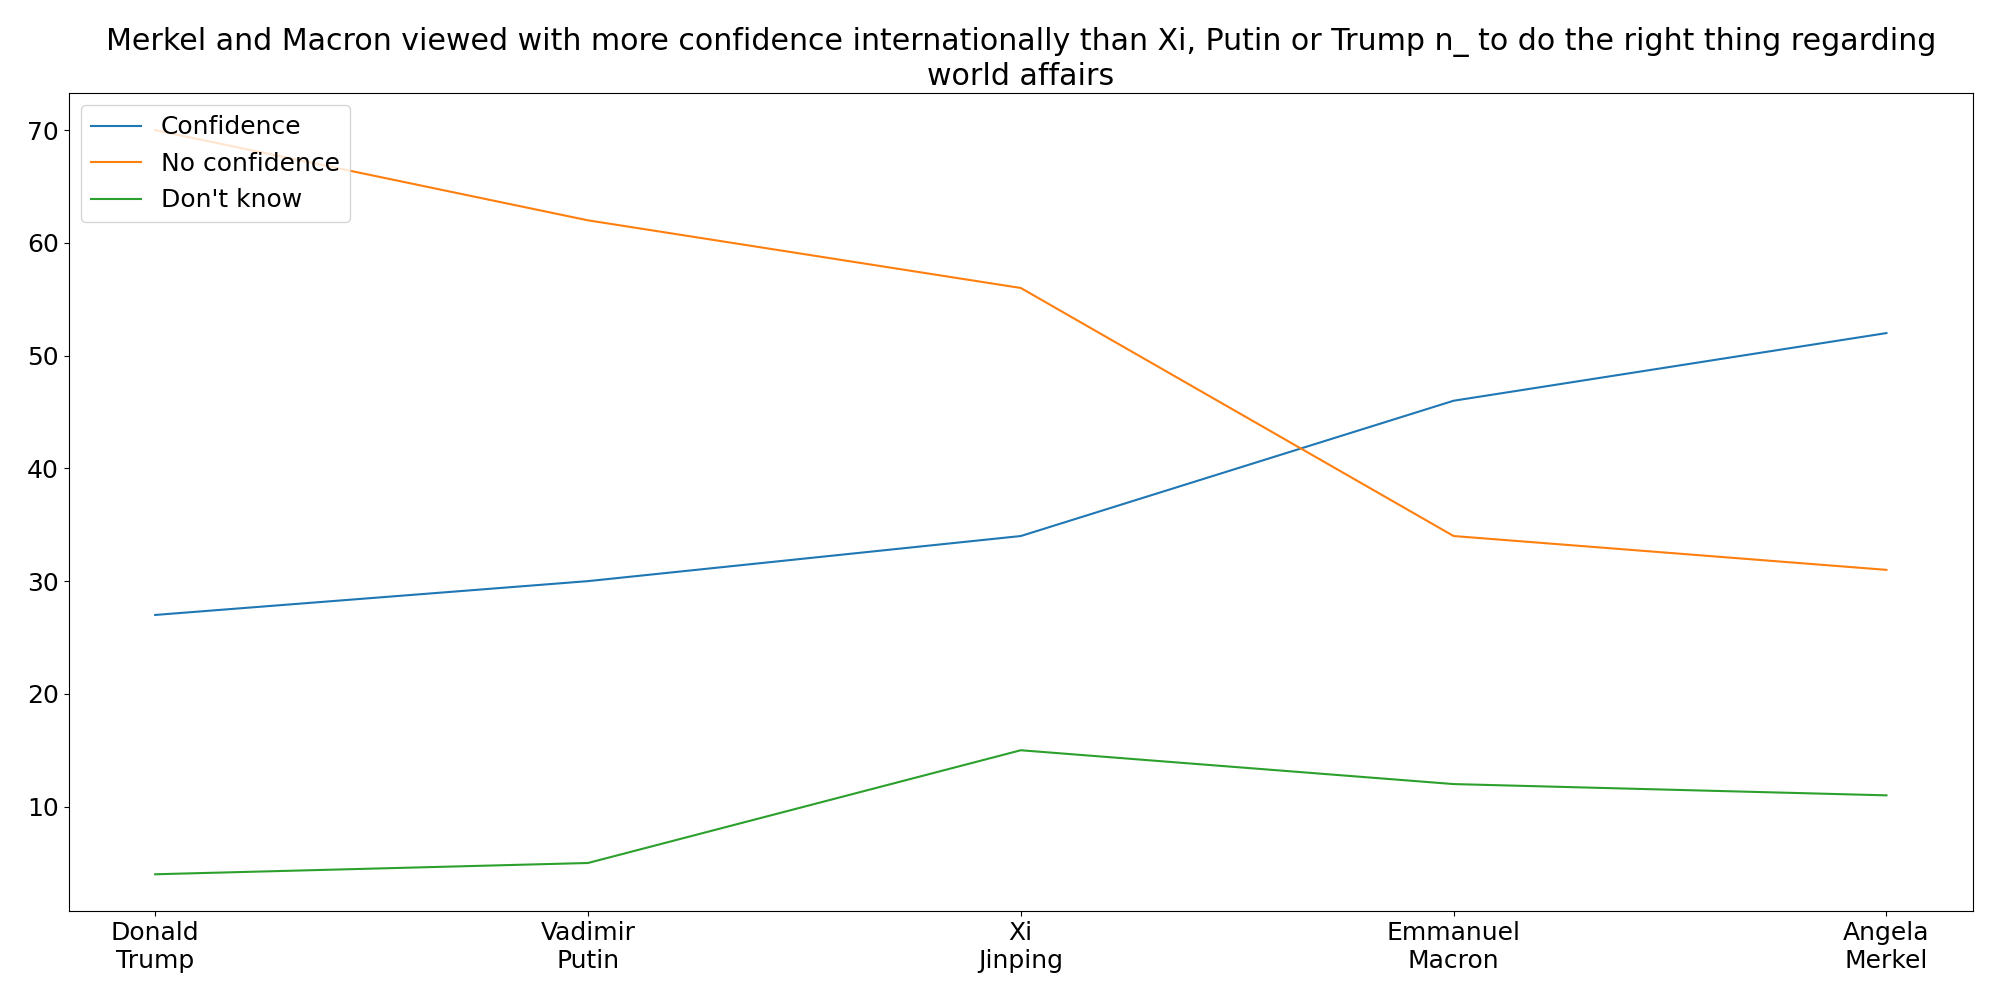 Merkel and Macron viewed with more confidence internationally than Xi, Putin or Trump n_ to do the right thing regarding
world affairs
Confidence
No confidence
Don't know
70
60
50
40
30
20
10
Donald
Trump
Vadimir
Putin
Xi
Jinping
Emmanuel
Macron
Angela
Merkel